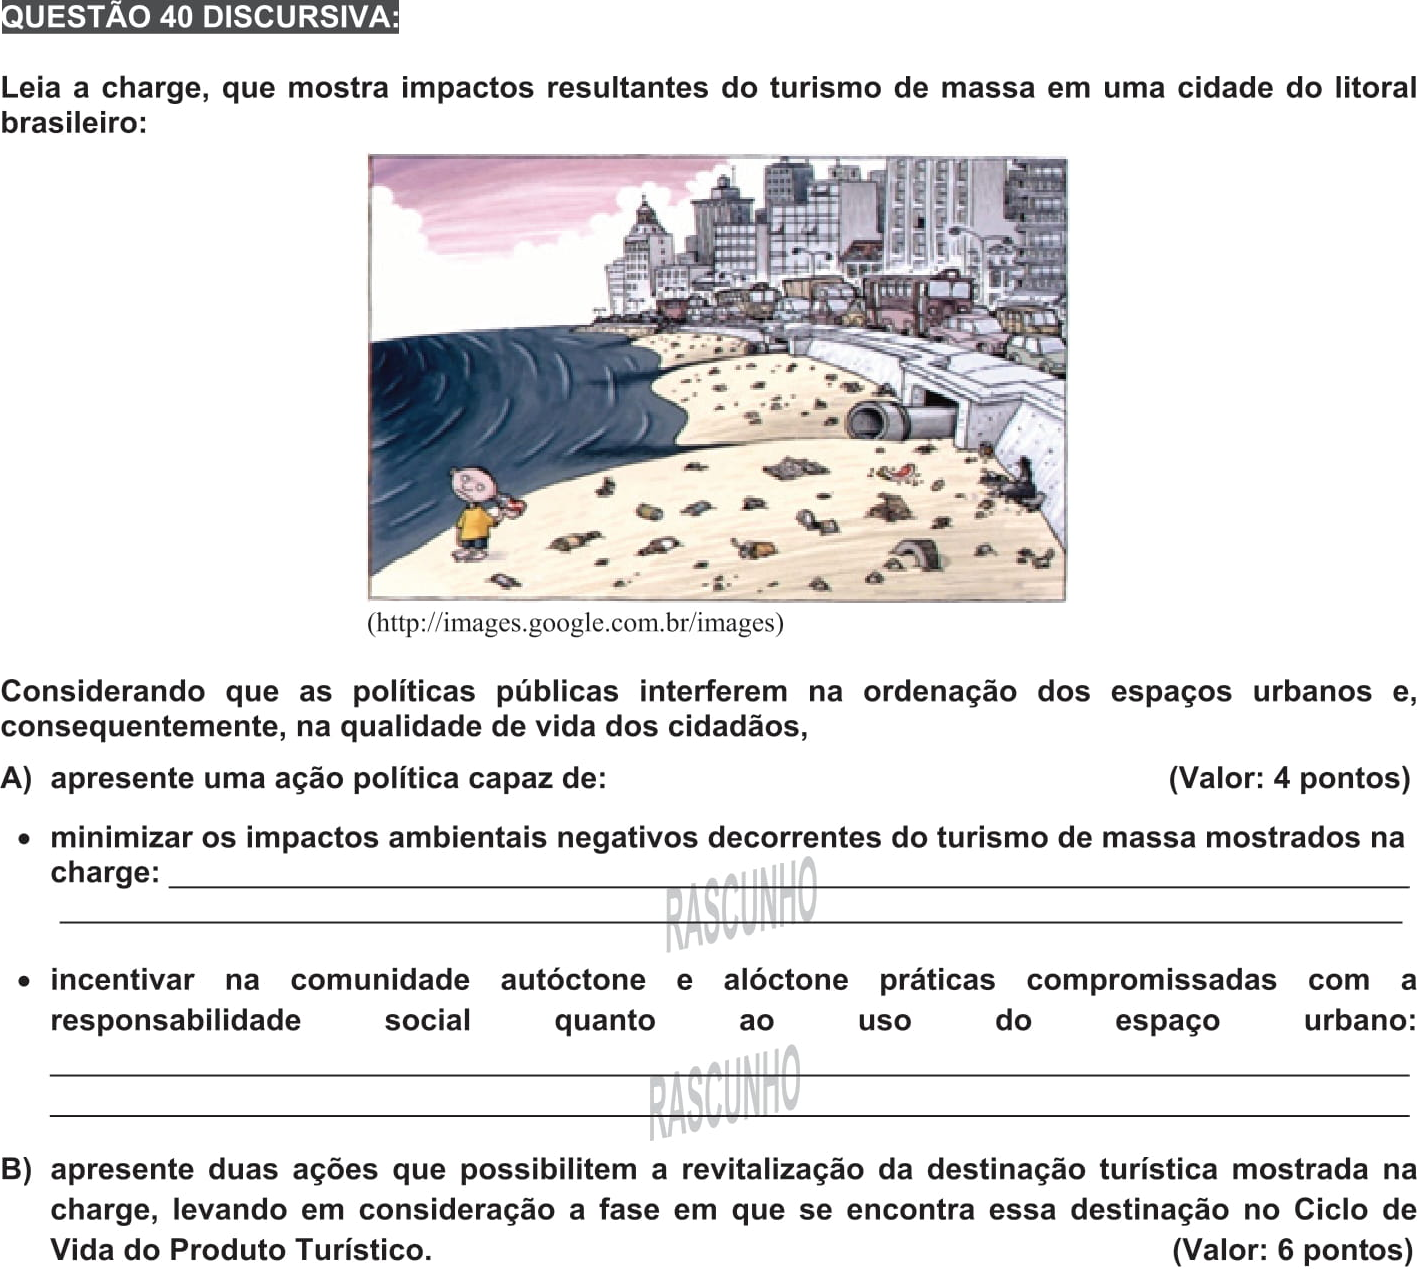 QUESTÃO 40 DISCURSIVA:
Leia a charge, que mostra impactos resultantes do turismo de massa em uma cidade do litoral
brasileiro:
(http://images.google.com.br/images)
Considerando que as políticas públicas interferem na ordenação dos espaços urbanos e,
consequentemente, na qualidade de vida dos cidadãos,
A) apresente uma ação política capaz de: (Valor: 4 pontos)
• minimizar os impactos ambientais negativos decorrentes do turismo de massa mostrados na
charge:
RASCUNHO
• incentivar na comunidade autóctone e alóctone práticas compromissadas com a
responsabilidade social quanto ao uso do espaço urbano:
RASCUNHO
B) apresente duas ações que possibilitem a revitalização da destinação turística mostrada na
charge, levando em consideração a fase em que se encontra essa destinação no Ciclo de
Vida do Produto Turístico. (Valor: 6 pontos)